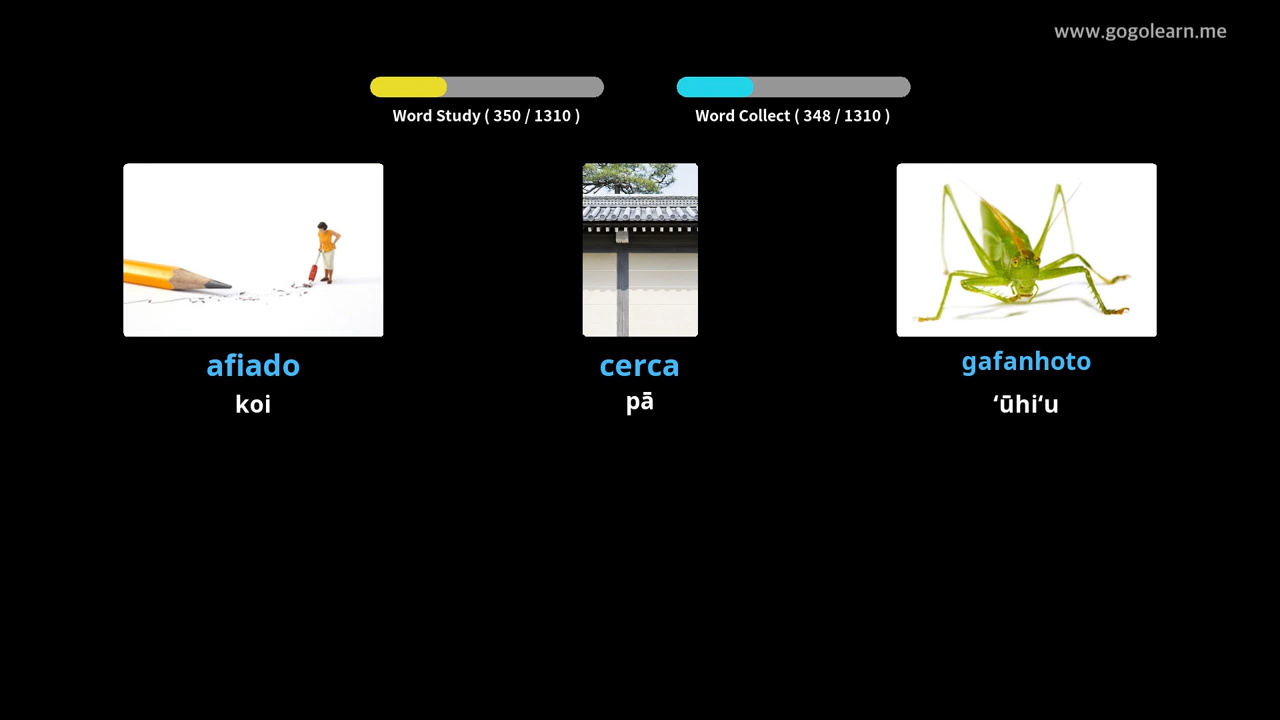 www.gogolearn.me
Word Study ( 350 / 1310 )
Word Collect ( 348 / 1310 )
afiado
koi
cerca
pā
gafanhoto
ʻūhiʻu